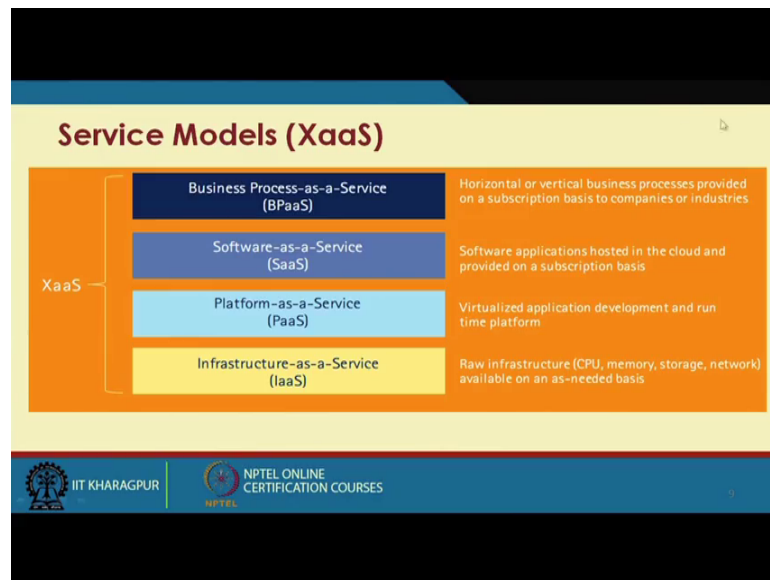 Service Models (XaaS)
XaaS
Business Process-as-a-Service
(BPaaS)
Horizontal or vertical business processes provided
on a subscription basis to companies or industries
Software-as-a-Service
(SaaS)
Software applications hosted in the cloud and
provided on a subscription basis
Platform-as-a-Service
(PaaS)
Virtualized application development and run
time platform
Infrastructure-as-a-Service
(IaaS)
Raw infrastructure (CPU, memory, storage, network)
available on an as-needed basis
IIT KHARAGPUR
NPTEL
NPTEL ONLINE
CERTIFICATION COURSES
9